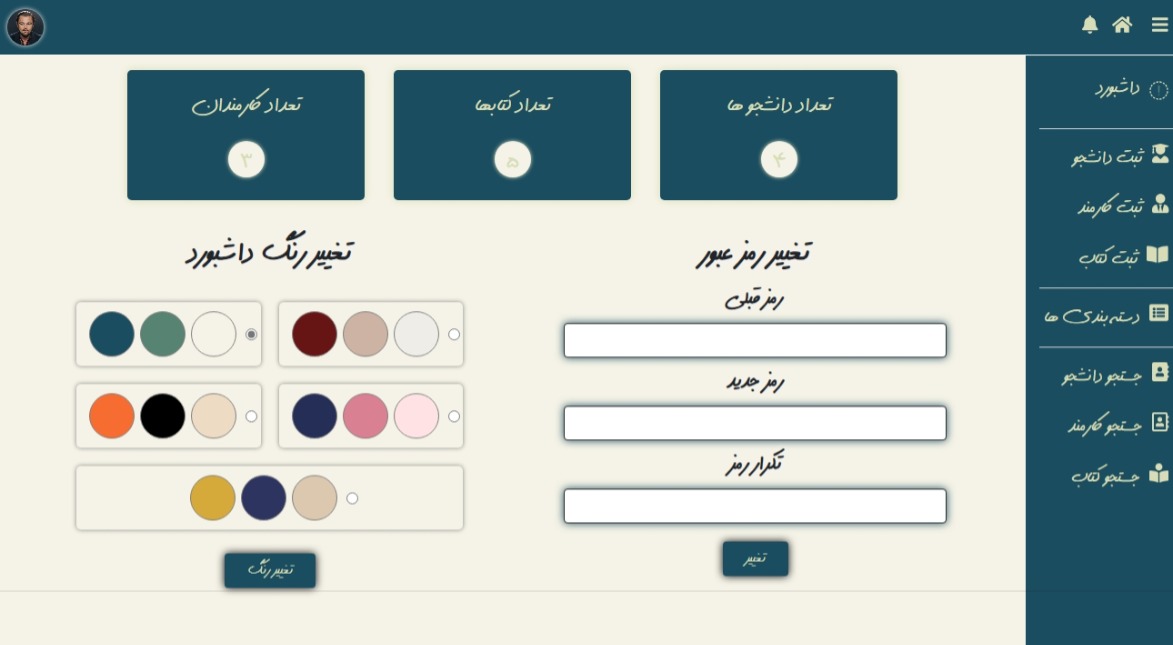 داشبورد
ثبت دانشجو
ثبت کارمند
ثبت کتاب
دسته بندی ها
جستجو دانشجو
جستجو کارمند
جستجو کتاب
تعداد دانشجو ها
۴
تعداد کتابها
۵
تعداد کارمندان
۳
تغییر رمز عبور
رمز قبلی
رمز جدید
تکرار رمز
تغییر
تغییر رنگ داشبورد
تغییر رنگ